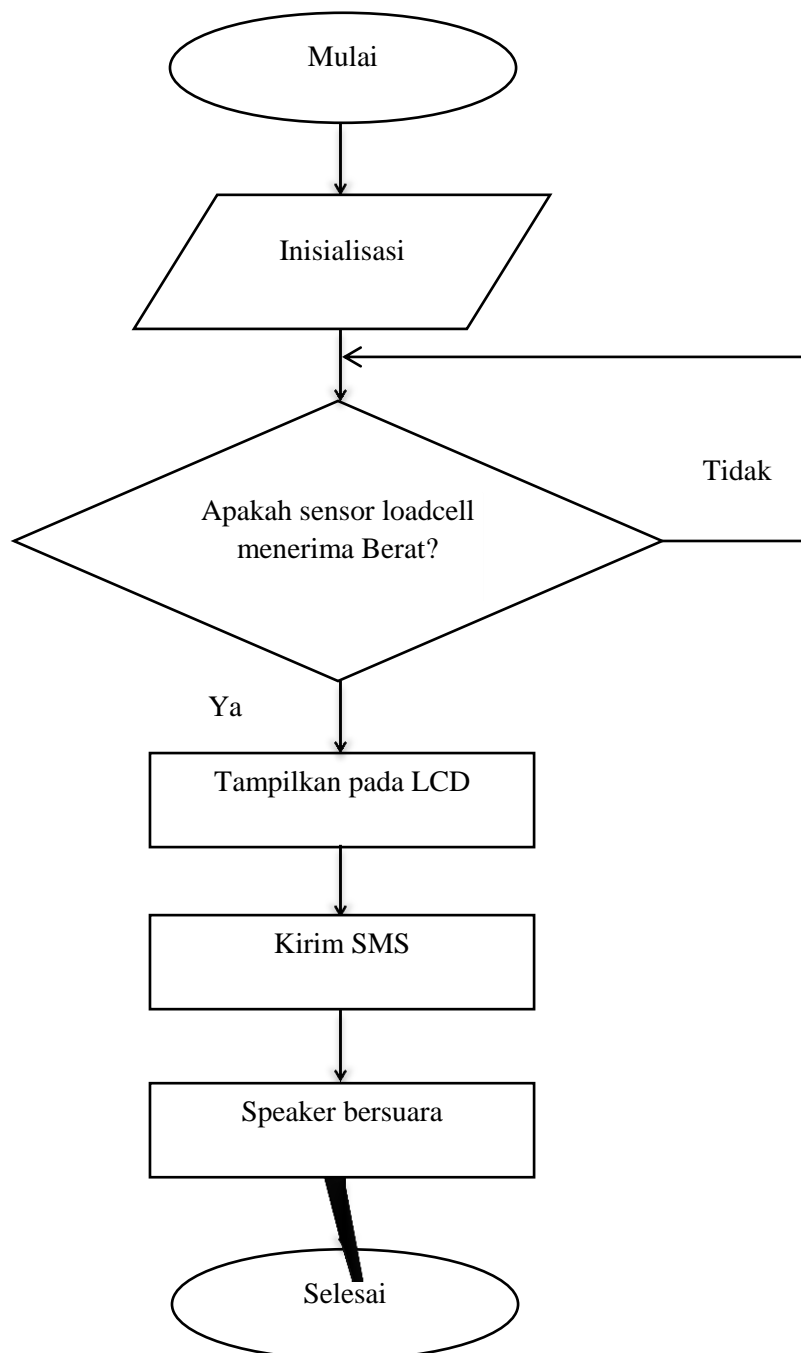 Mulai
Inisialisasi
Tidak
Apakah sensor loadcell
menerima Berat?
Ya
Tampilkan pada LCD
Kirim SMS
Speaker bersuara
Selesai